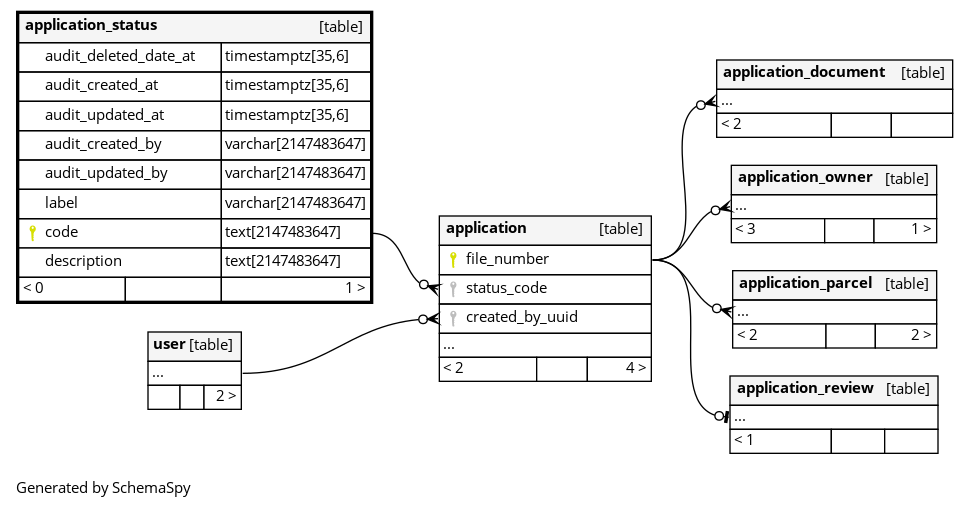 application_status [table]
audit_deleted_date_at timestamptz[35,6]
audit_created_at timestamptz[35,6]
audit_updated_at timestamptz[35,6]
audit_created_by varchar[2147483647]
audit_updated_by varchar[2147483647]
label varchar[2147483647]
code text[2147483647]
description text[2147483647]
< 0 1 >
user [table]
...
2 >
application [table]
file_number
status_code
created_by_uuid
...
< 2 4 >
application_document [table]
...
< 2
application_owner [table]
...
< 3 1 >
application_parcel [table]
...
< 2 2 >
application_review [table]
...
< 1
Generated by SchemaSpy